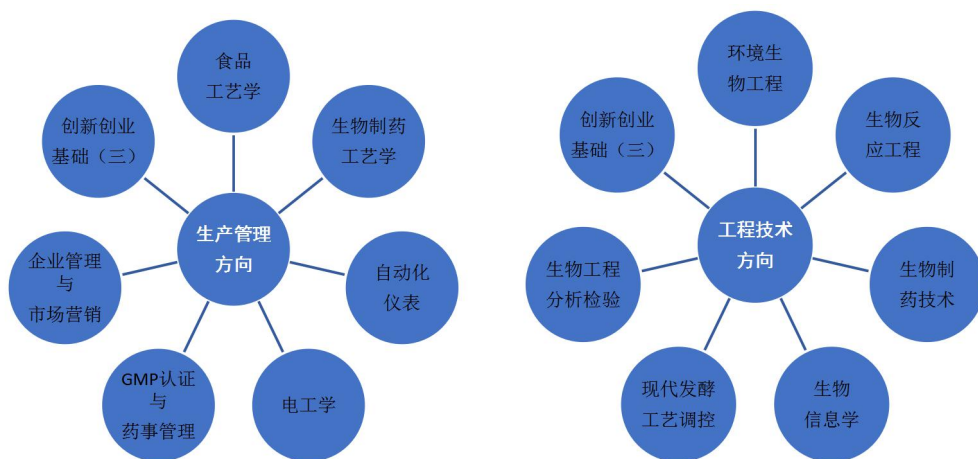 食品
工艺学
生物制药
工艺学
自动化
仪表
电工学
GMP认证
与
药事管理
企业管理
与
市场营销
创新创业
基础（三）
生产管理
方向
环境生
物工程
生物反
应工程
生物制
药技术
生物
信息学
现代发酵
工艺调控
生物工程
分析检验
创新创业
基础（三）
工程技术
方向